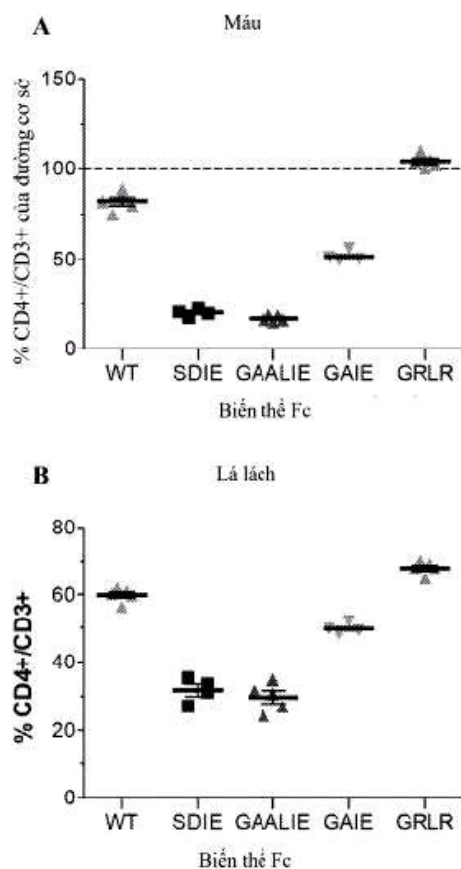 A
Máu
% CD4+/CD3+ của đường cơ sở
150
100
50
0
WT SDIE GAALIE GAIE GRLR
Biến thể Fc
B
Lá lách
% CD4+/CD3+
80
60
40
20
0
WT SDIE GAALIE GAIE GRLR
Biến thể Fc